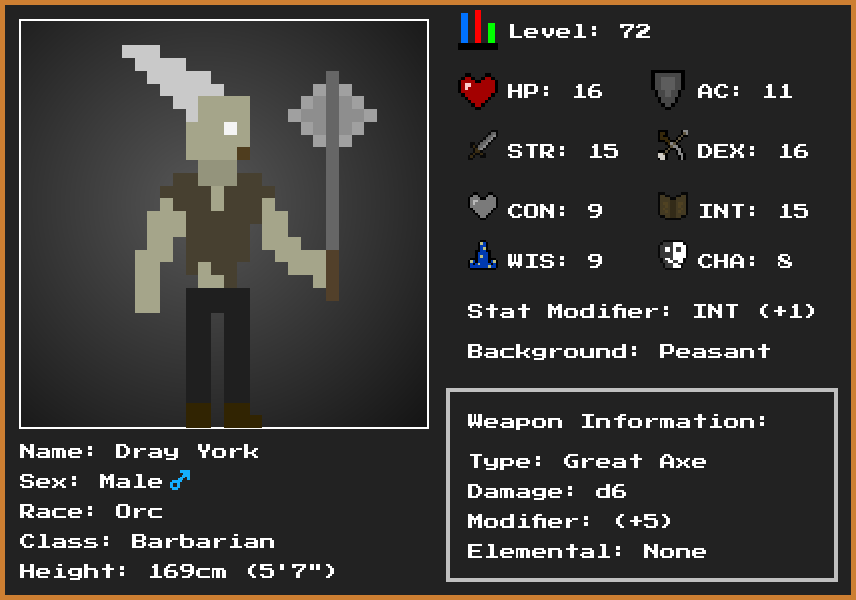 Level: 72
HP: 16
AC: 11
STR: 15
DEX: 16
CON: 9
INT: 15
WIS: 9
CHA: 8
Stat Modifier: INT (+1)
Background: Peasant
Weapon Information:
Type: Great Axe
Damage: d6
Modifier: (+5)
Elemental: None
Name: Dray York
Sex: Male ♂
Race: Orc
Class: Barbarian
Height: 169cm (5'7")